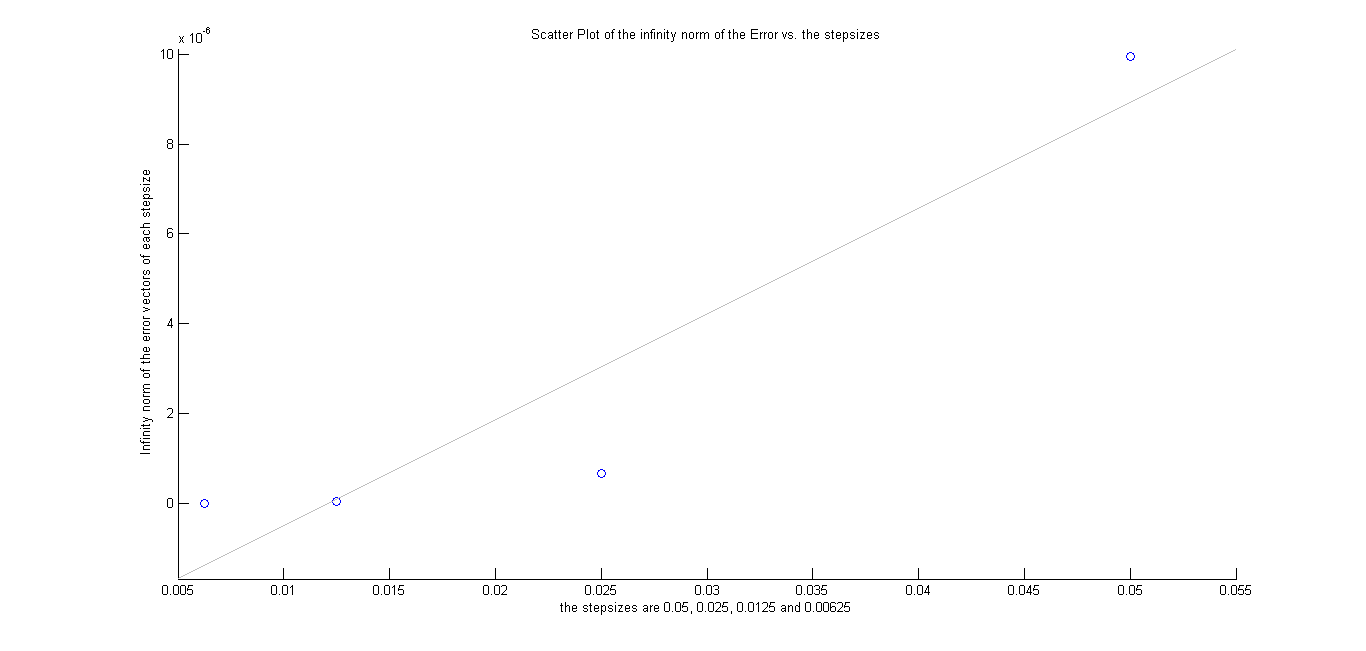 Scatter Plot of the infinity norm of the Error vs. the stepsizes
x 10^-6
10
8
6
4
2
0
Infinity norm of the error vectors of each stepsize
0.005 0.01 0.015 0.02 0.025 0.03 0.035 0.04 0.045 0.05 0.055
the stepsizes are 0.05, 0.025, 0.0125 and 0.00625